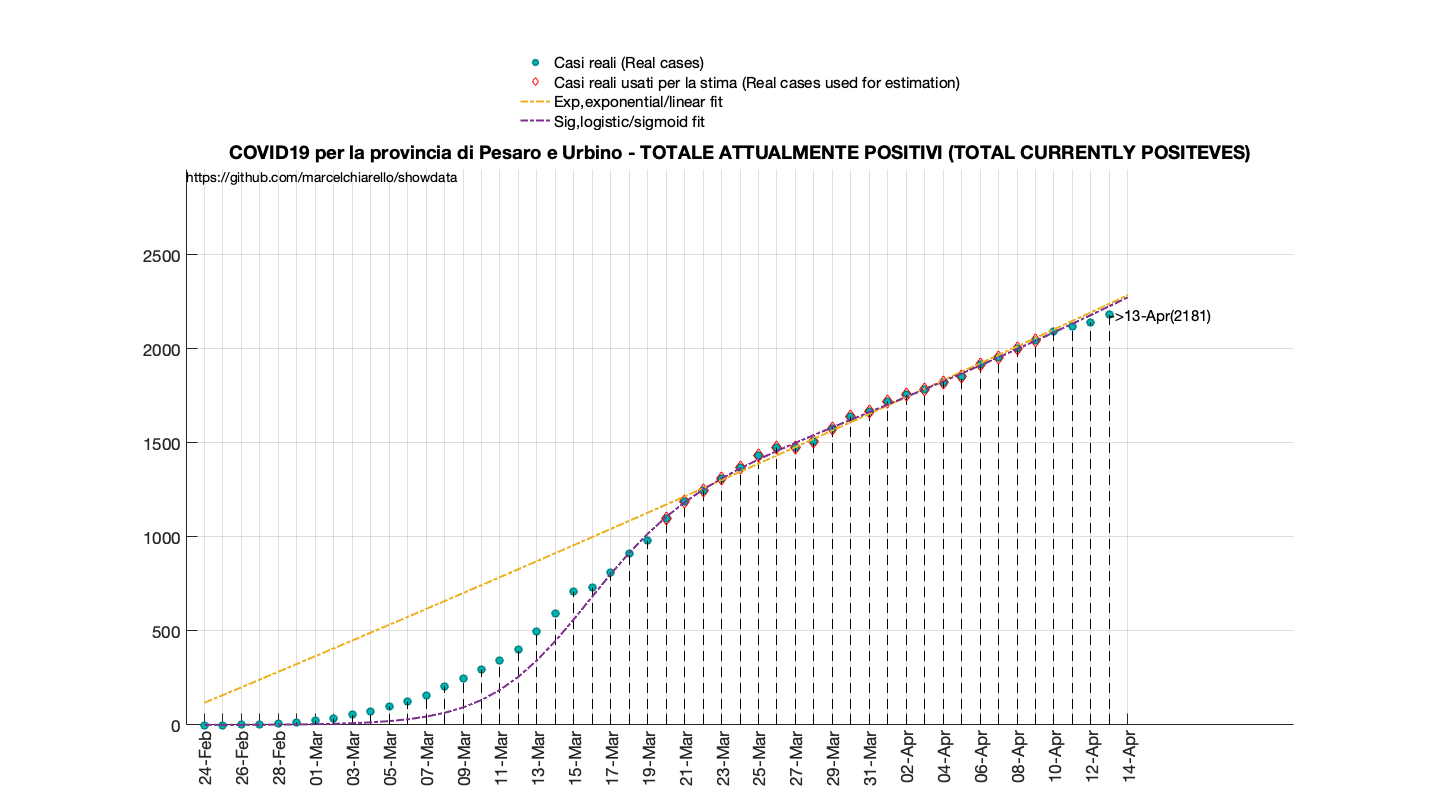 Casi reali (Real cases)
Casi reali usati per la stima (Real cases used for estimation)
Exp,exponential/linear fit
Sig,logistic/sigmoid fit
COVID19 per la provincia di Pesaro e Urbino - TOTALE ATTUALMENTE POSITIVI (TOTAL CURRENTLY POSITEVES)
https://github.com/marcelchiarello/showdata
2500
2000
1500
1000
500
0
->13-Apr(2181)
24-Feb
26-Feb
28-Feb
01-Mar
03-Mar
05-Mar
07-Mar
09-Mar
11-Mar
13-Mar
15-Mar
17-Mar
19-Mar
21-Mar
23-Mar
25-Mar
27-Mar
29-Mar
31-Mar
02-Apr
04-Apr
06-Apr
08-Apr
10-Apr
12-Apr
14-Apr